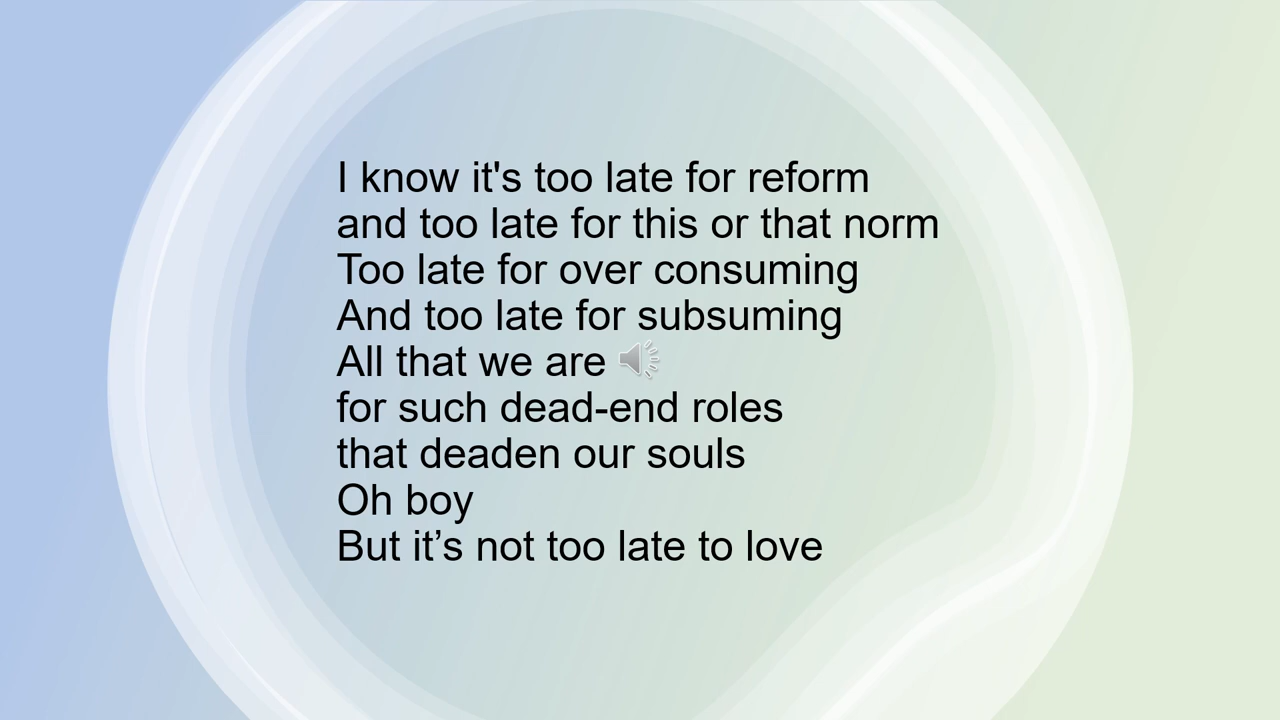 I know it's too late for reform
and too late for this or that norm
Too late for over consuming
And too late for subsuming
All that we are
for such dead-end roles
that deaden our souls
Oh boy
But it’s not too late to love